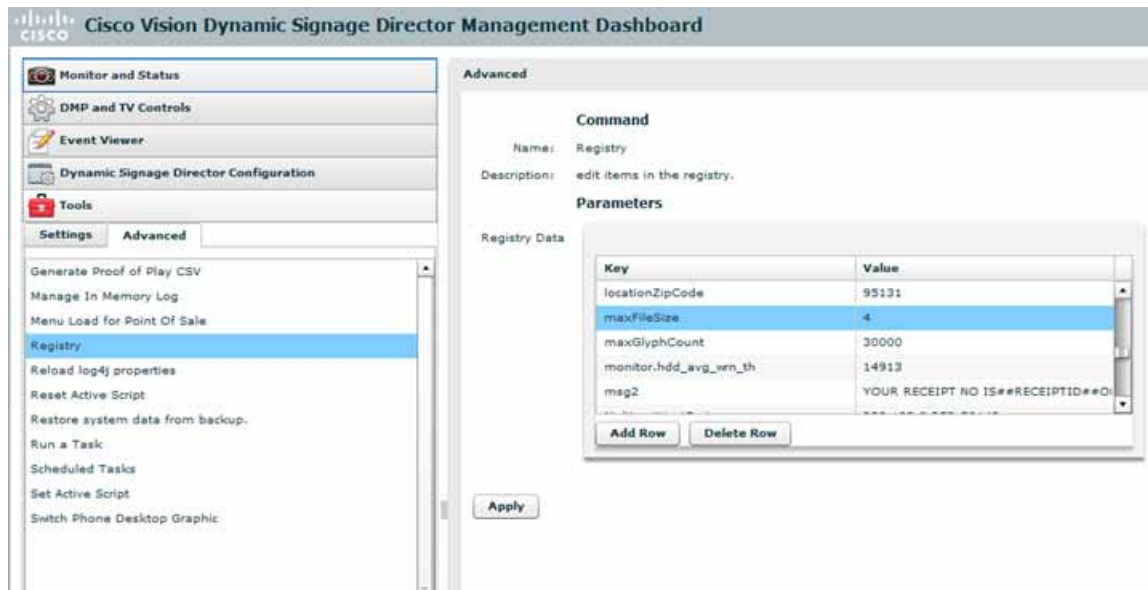 CISCO
Cisco Vision Dynamic Signage Director Management Dashboard
Monitor and Status
DMP and TV Controls
Event Viewer
Dynamic Signage Director Configuration
Tools
Settings
Advanced
Generate Proof of Play CSV
Manage In Memory Log
Menu Load for Point Of Sale
Registry
Reload log4j properties
Reset Active Script
Restore system data from backup.
Run a Task
Scheduled Tasks
Set Active Script
Switch Phone Desktop Graphic
Advanced
Command
Name: Registry
Description: edit items in the registry.
Parameters
Registry Data
Key Value
locationZipCode 95131
maxFileSize 4
maxGlyphCount 30000
monitor.hdd_avg_wrn_th 14913
msg2 YOUR RECEIPT NO IS##RECEIPTID##O
Add Row
Delete Row
Apply